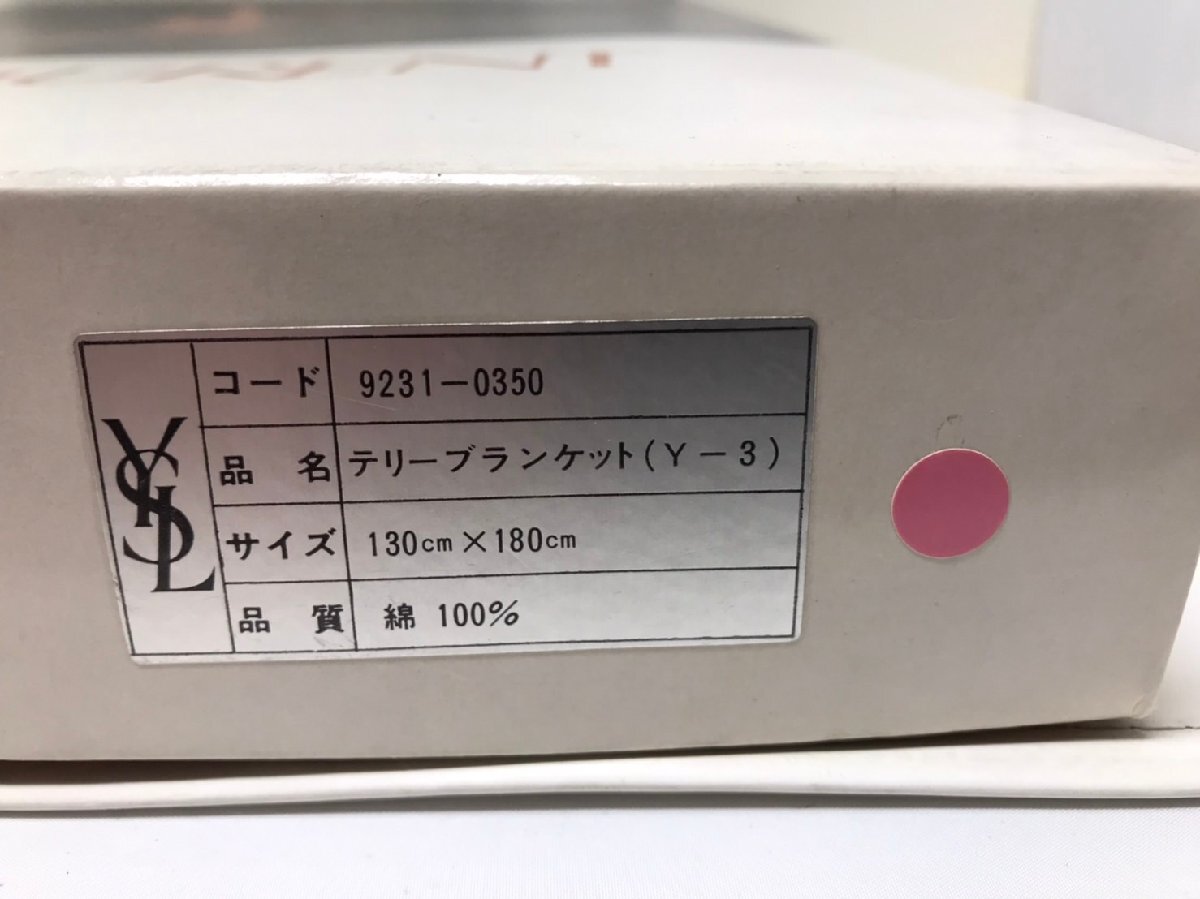 YSL
コード 9231-0350
品名 テリーブランケット(Y-3)
サイズ 130cm×180cm
品質 綿 100%